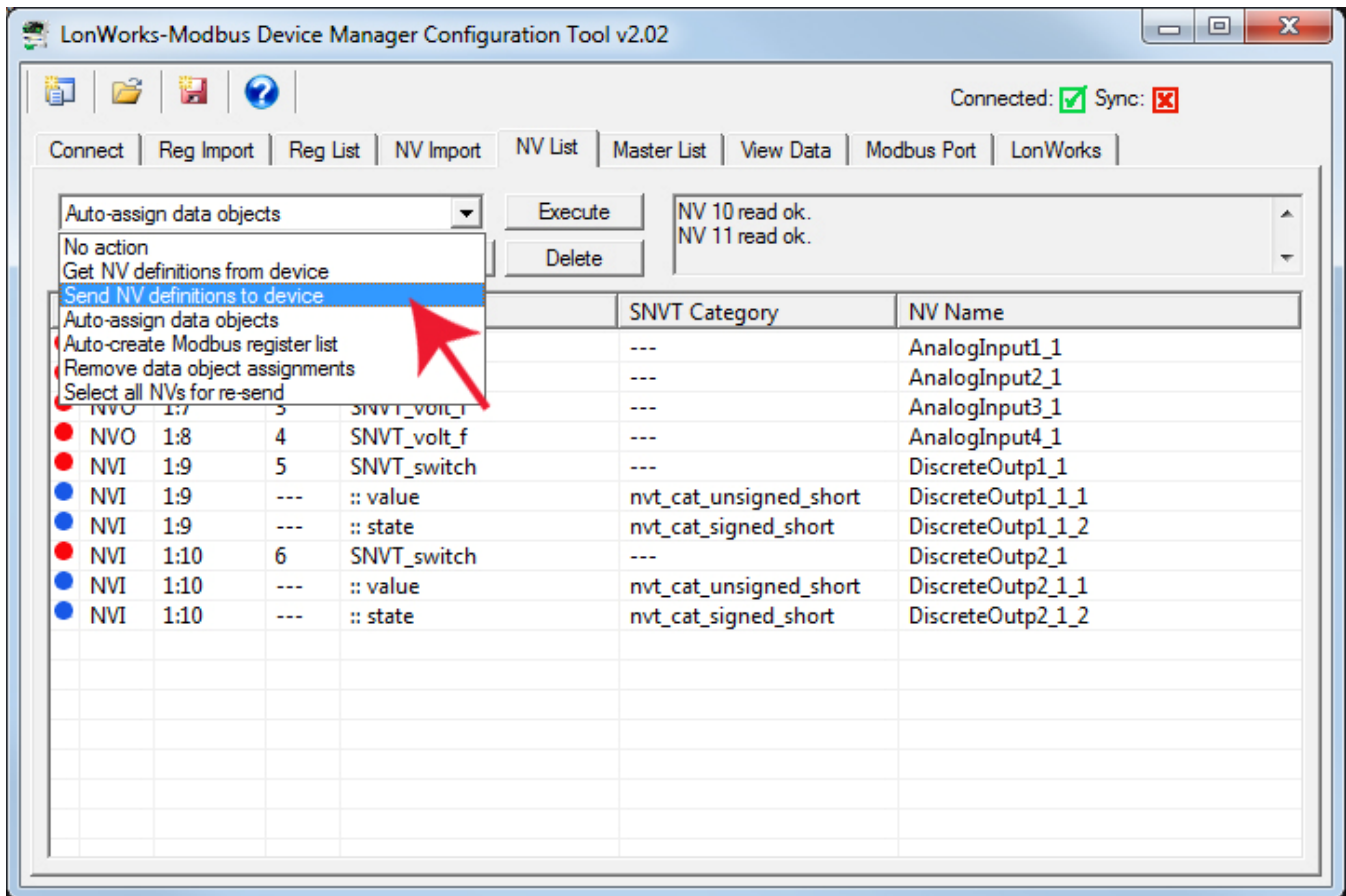 LonWorks-Modbus Device Manager Configuration Tool v2.02
Connected: Sync:
Connect Reg Import Reg List NV Import NV List Master List View Data Modbus Port LonWorks
Auto-assign data objects Execute NV 10 read ok.
NV 11 read ok.
No action
Get NV definitions from device Delete
Send NV definitions to device
Auto-assign data objects
Auto-create Modbus register list
Remove data object assignments
Select all NVs for re-send
SNVT Category NV Name
--- AnalogInput1_1
--- AnalogInput2_1
NVO 1:7 3 SNVT_volt_f --- AnalogInput3_1
NVO 1:8 4 SNVT_volt_f --- AnalogInput4_1
NVI 1:9 5 SNVT_switch --- DiscreteOutp1_1
NVI 1:9 --- :: value nvt_cat_unsigned_short DiscreteOutp1_1_1
NVI 1:9 --- :: state nvt_cat_signed_short DiscreteOutp1_1_2
NVI 1:10 6 SNVT_switch --- DiscreteOutp2_1
NVI 1:10 --- :: value nvt_cat_unsigned_short DiscreteOutp2_1_1
NVI 1:10 --- :: state nvt_cat_signed_short DiscreteOutp2_1_2